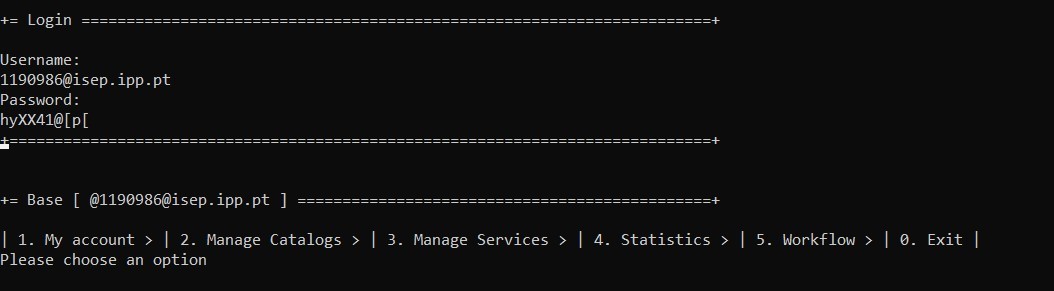 += Login ======================================================================+
Username:
1190986@isep.ipp.pt
Password:
hyXX41@[p[
+==============================================================================+
+= Base [ @1190986@isep.ipp.pt ] ==============================================+
| 1. My account > | 2. Manage Catalogs > | 3. Manage Services > | 4. Statistics > | 5. Workflow > | 0. Exit |
Please choose an option